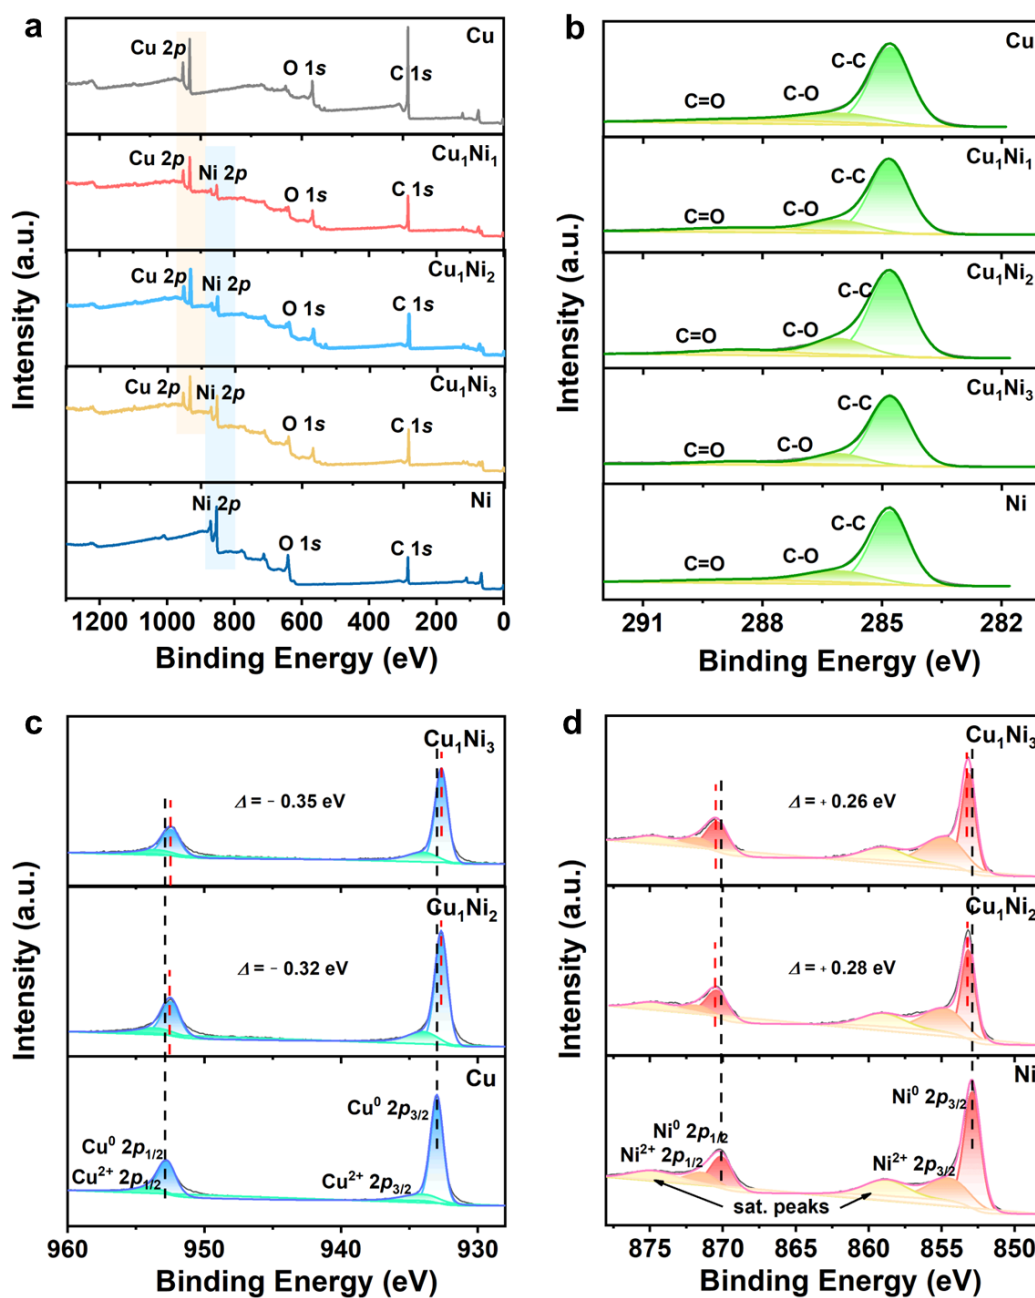 a
Cu
Cu 2p
O 1s
C 1s
Cu₁Ni₁
Cu 2p
Ni 2p
O 1s
C 1s
Cu₁Ni₂
Cu 2p
Ni 2p
O 1s
C 1s
Cu₁Ni₃
Cu 2p
Ni 2p
O 1s
C 1s
Ni
Ni 2p
O 1s
C 1s
Intensity (a.u.)
1200 1000 800 600 400 200 0
Binding Energy (eV)
b
Cu
C-C
C-O
C=O
Cu₁Ni₁
C-C
C-O
C=O
Cu₁Ni₂
C-C
C-O
C=O
Cu₁Ni₃
C-C
C-O
C=O
Ni
C-C
C-O
C=O
Intensity (a.u.)
291 288 285 282
Binding Energy (eV)
c
Cu₁Ni₃
Δ = - 0.35 eV
Cu₁Ni₂
Δ = - 0.32 eV
Cu
Cu⁰ 2p3/2
Cu⁰ 2p1/2
Cu²⁺ 2p1/2
Cu²⁺ 2p3/2
Intensity (a.u.)
960 950 940 930
Binding Energy (eV)
d
Cu₁Ni₃
Δ = + 0.26 eV
Cu₁Ni₂
Δ = + 0.28 eV
Ni
Ni⁰ 2p3/2
Ni⁰ 2p1/2
Ni²⁺ 2p1/2
Ni²⁺ 2p3/2
sat. peaks
Intensity (a.u.)
875 870 865 860 855 850
Binding Energy (eV)